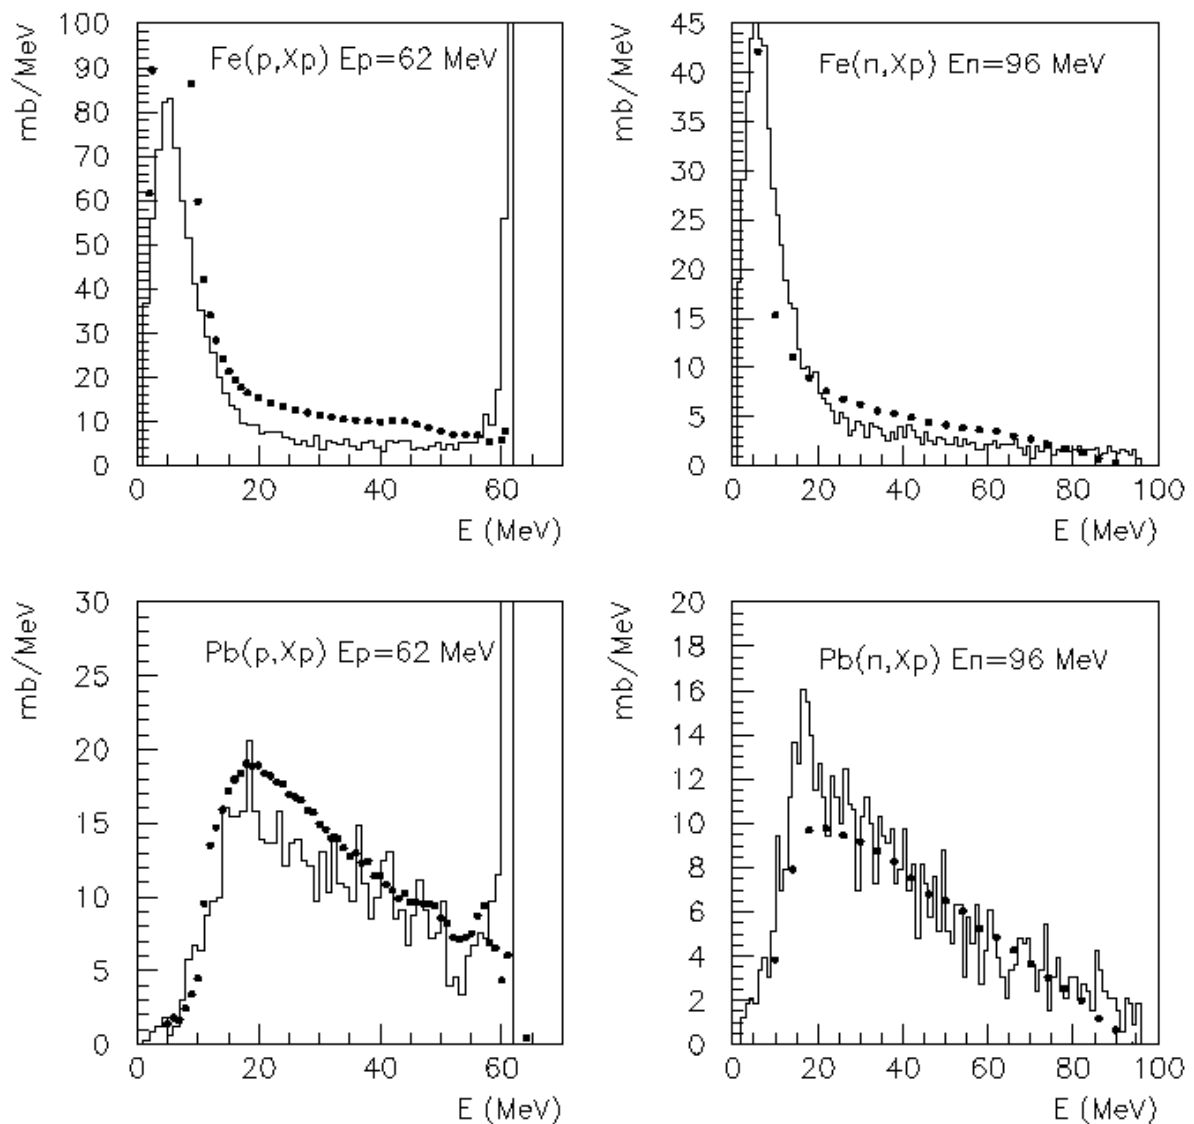 mb/MeV
Fe(p,Xp) Ep=62 MeV
100
90
80
70
60
50
40
30
20
10
0
0 20 40 60
E (MeV)
mb/MeV
Fe(n,Xp) En=96 MeV
45
40
35
30
25
20
15
10
5
0
0 20 40 60 80 100
E (MeV)
mb/MeV
Pb(p,Xp) Ep=62 MeV
30
25
20
15
10
5
0
0 20 40 60
E (MeV)
mb/MeV
Pb(n,Xp) En=96 MeV
20
18
16
14
12
10
8
6
4
2
0
0 20 40 60 80 100
E (MeV)